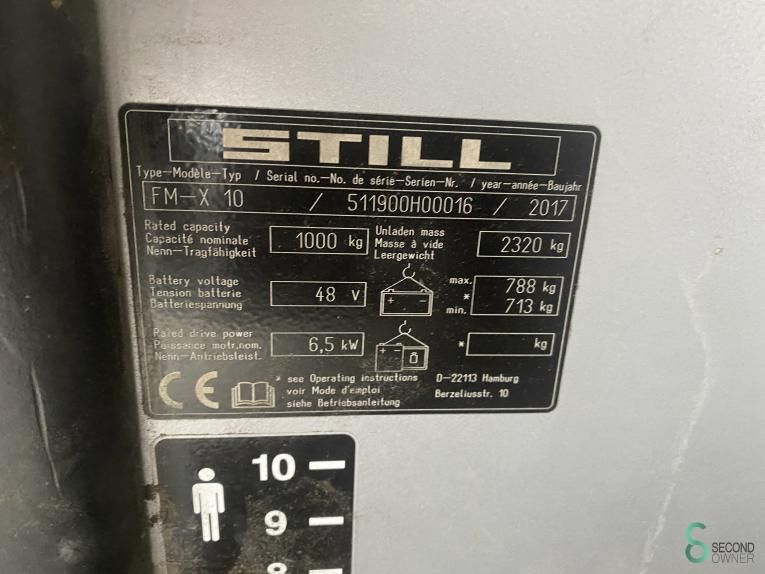 STILL
Type-Modèle-Typ / Serial no.-No. de série-Serien-Nr. / year-année-Baujahr
FM-X 10 / 511900H00016 / 2017
Rated capacity
Capacité nominale
Nenn-Tragfähigkeit
1000 kg
Unladen mass
Masse à vide
Leergewicht
2320 kg
Battery voltage
Tension batterie
Batteriespannung
48 V
max. 788 kg
*
min. 713 kg
Rated drive power
Puissance motr.nom.
Nenn-Antriebsleist.
6,5 kW
* kg
CE
* see Operating instructions
voir Mode d'emploi
siehe Betriebsanleitung
D-22113 Hamburg
Berzeliusstr. 10
10
9
8
SECOND
OWNER